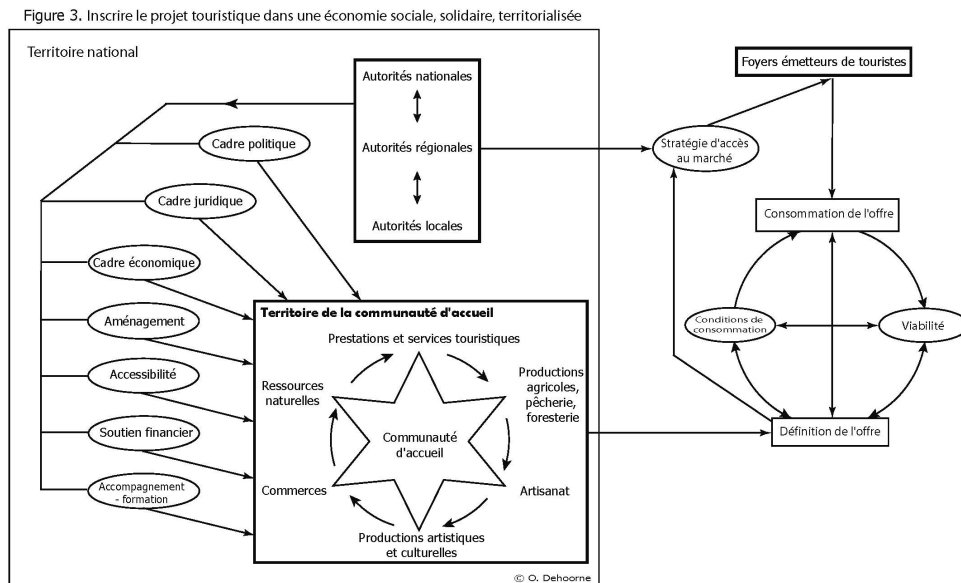 Figure 3. Inscrire le projet touristique dans une économie sociale, solidaire, territorialisée
Territoire national
Autorités nationales
Autorités régionales
Autorités locales
Foyers émetteurs de touristes
Stratégie d'accès
au marché
Cadre politique
Cadre juridique
Cadre économique
Aménagement
Accessibilité
Soutien financier
Accompagnement
- formation
Territoire de la communauté d'accueil
Prestations et services touristiques
Ressources
naturelles
Productions
agricoles,
pêcherie,
foresterie
Communauté
d'accueil
Commerces
Artisanat
Productions artistiques
et culturelles
Consommation de l'offre
Conditions de
consommation
Viabilité
Définition de l'offre
© O. Dehoorne